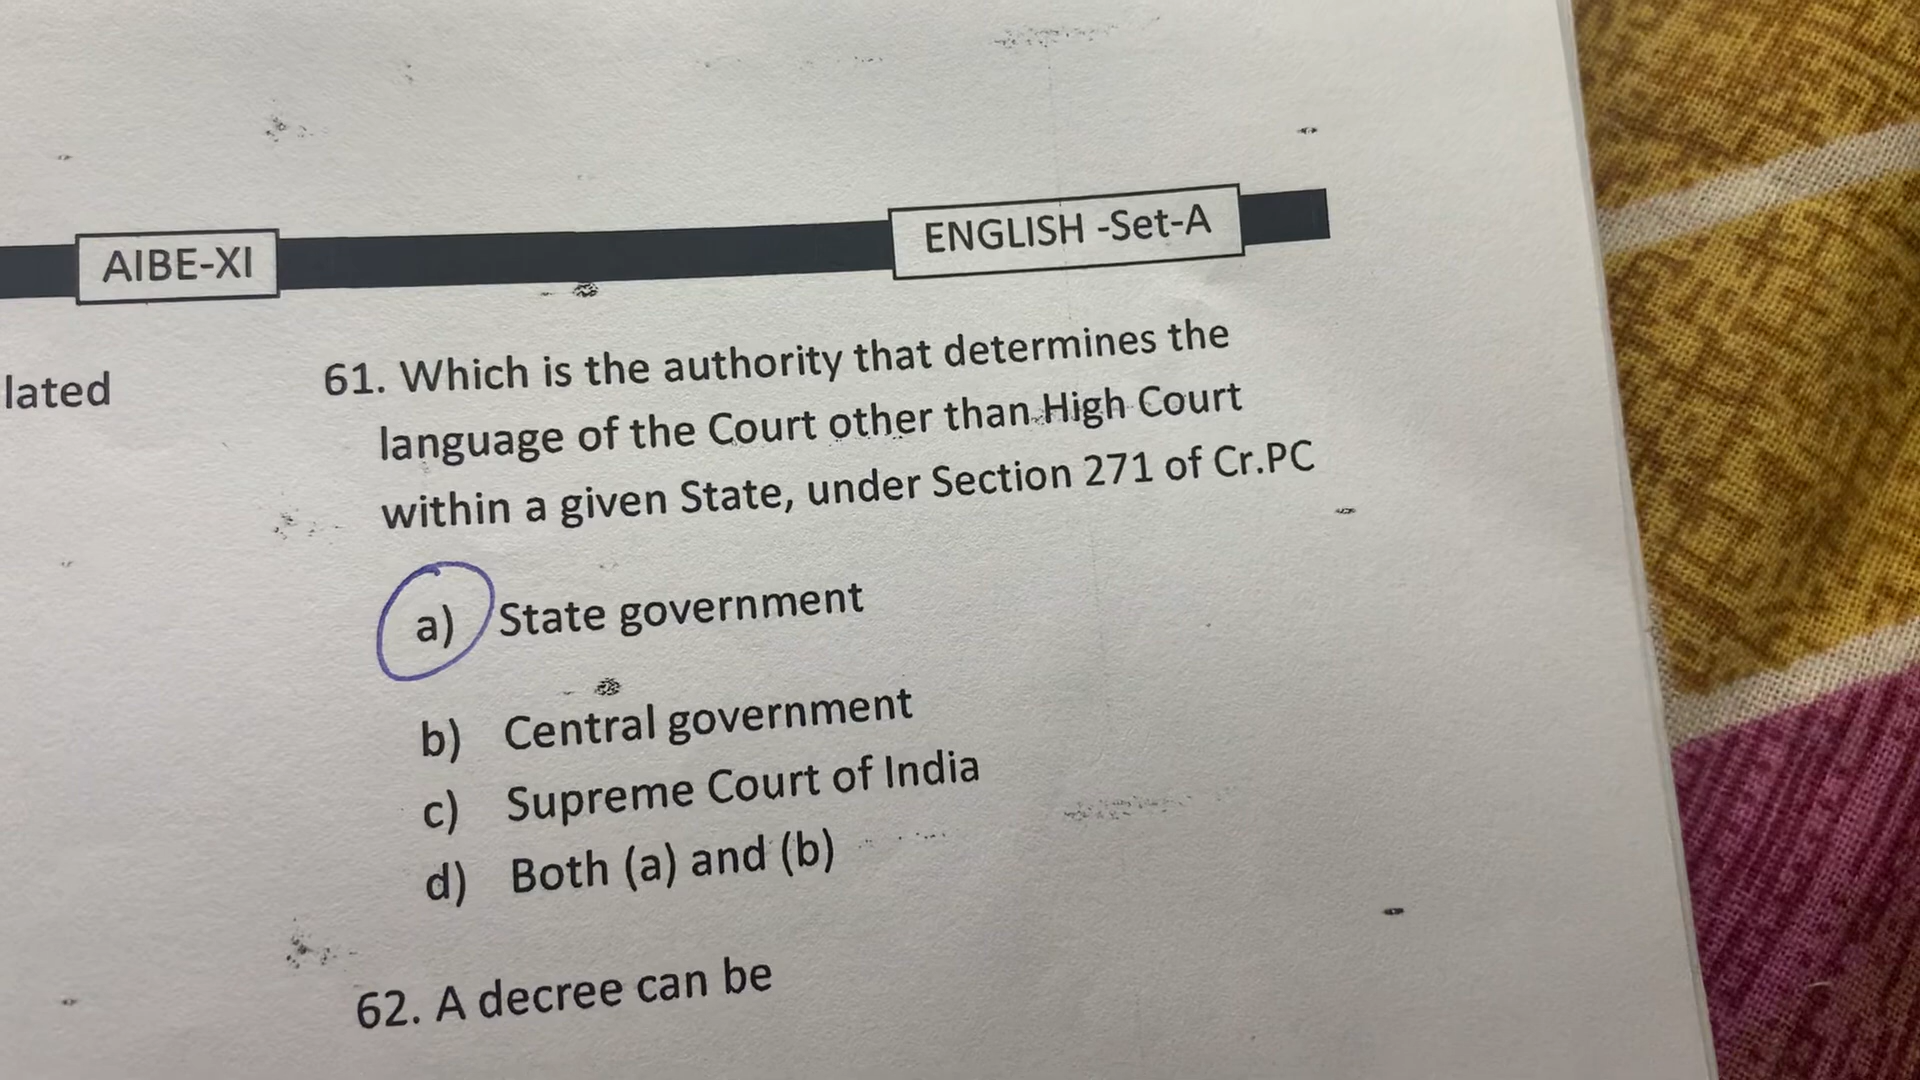 AIBE-XI
ENGLISH -Set-A
lated
61. Which is the authority that determines the
language of the Court other than High Court
within a given State, under Section 271 of Cr.PC
a) State government
b) Central government
c) Supreme Court of India
d) Both (a) and (b)
62. A decree can be